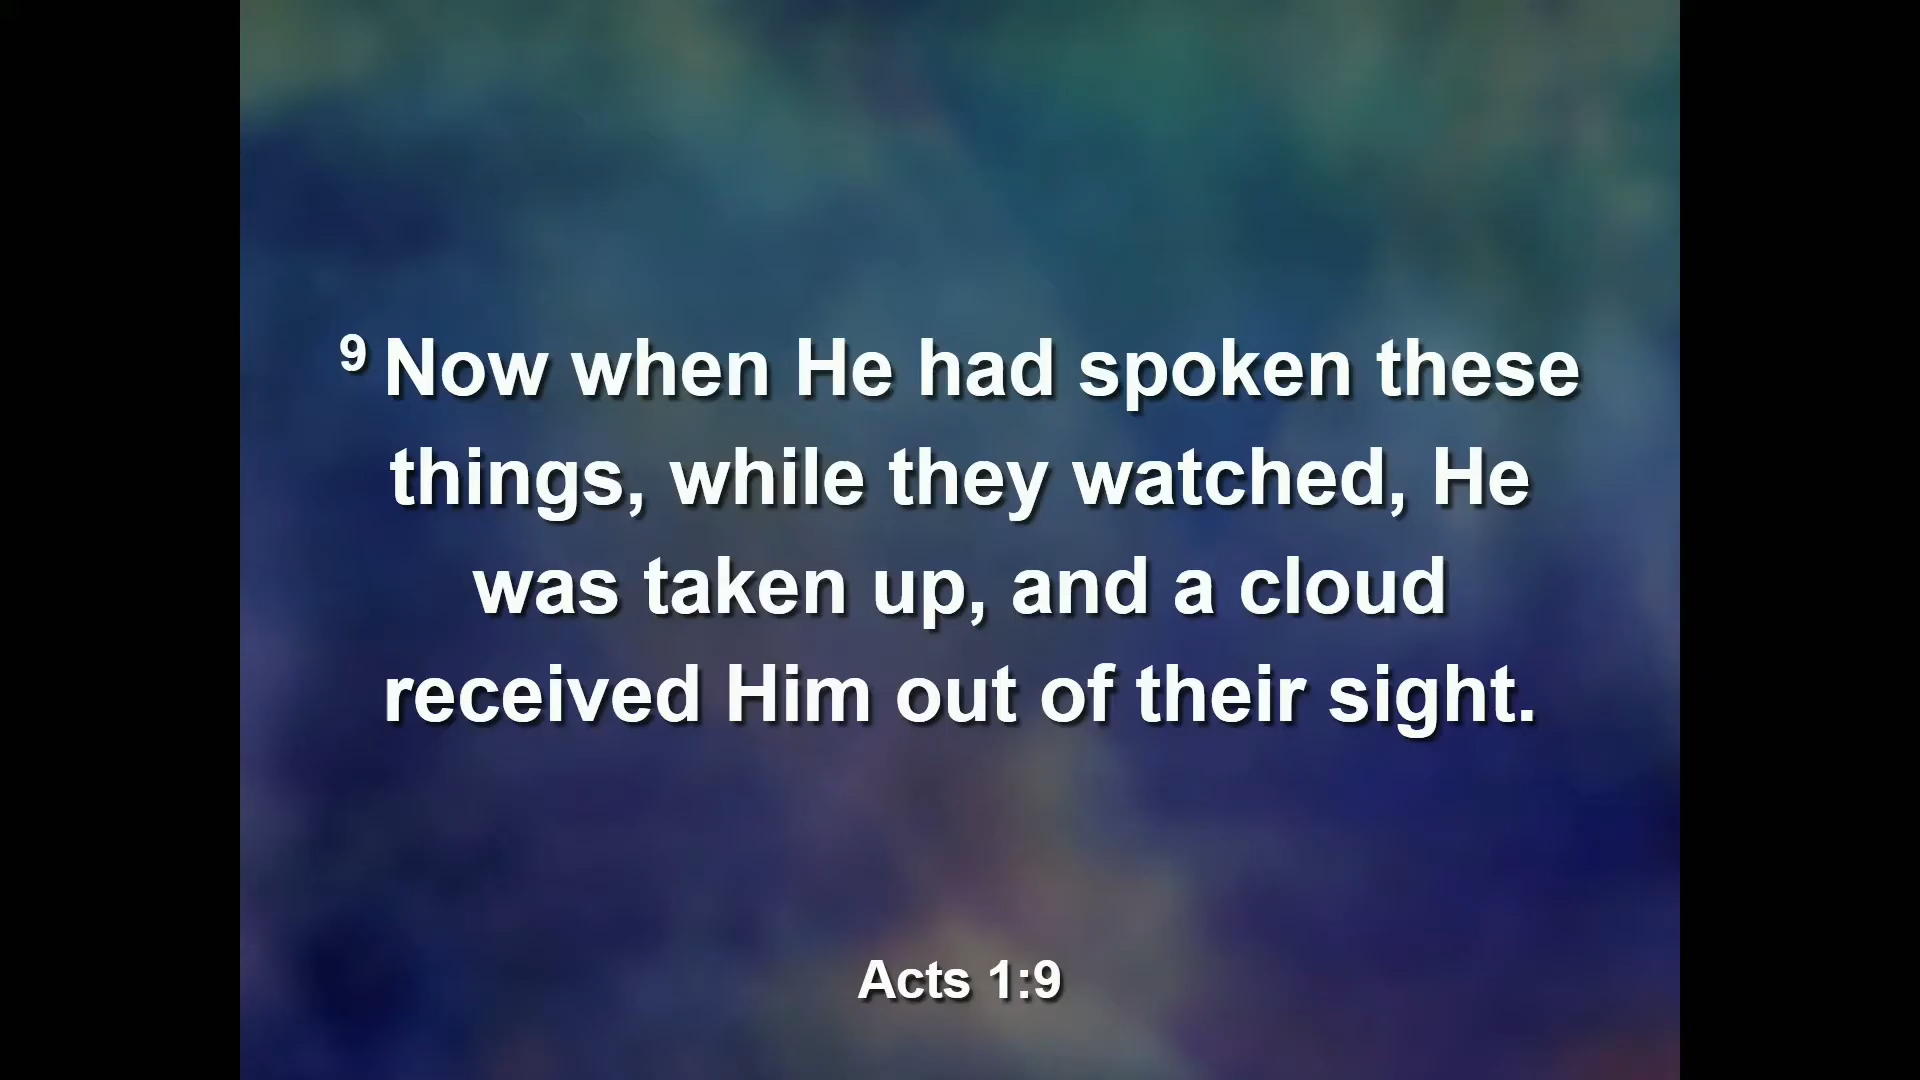 9 Now when He had spoken these
things, while they watched, He
was taken up, and a cloud
received Him out of their sight.
Acts 1:9